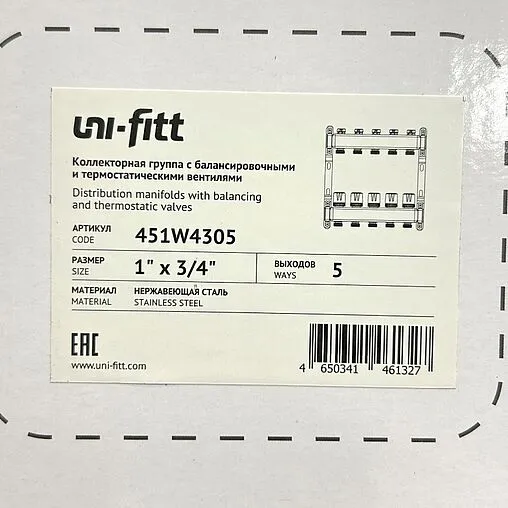 uni-fitt
Коллекторная группа с балансировочными
и термостатическими вентилями
Distribution manifolds with balancing
and thermostatic valves
АРТИКУЛ
CODE
451W4305
РАЗМЕР
SIZE
1" x 3/4"
ВЫХОДОВ
WAYS
5
МАТЕРИАЛ
MATERIAL
НЕРЖАВЕЮЩАЯ СТАЛЬ
STAINLESS STEEL
EAC
www.uni-fitt.com
4 650341 461327